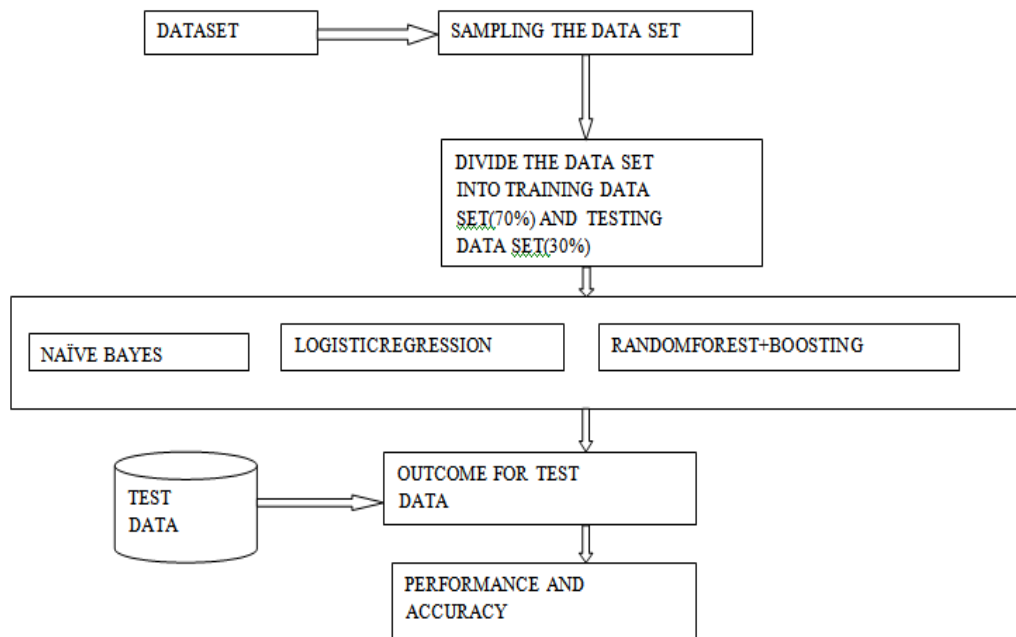 DATASET
SAMPLING THE DATA SET
DIVIDE THE DATA SET
INTO TRAINING DATA
SET(70%) AND TESTING
DATA SET(30%)
NAÏVE BAYES
LOGISTICREGRESSION
RANDOMFOREST+BOOSTING
TEST
DATA
OUTCOME FOR TEST
DATA
PERFORMANCE AND
ACCURACY